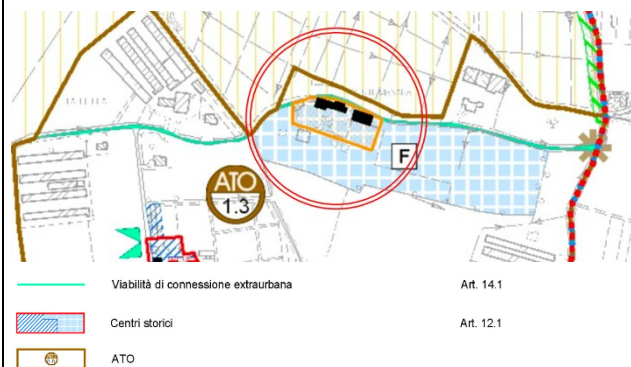 F
ATO
1.3
Viabilità di connessione extraurbana Art. 14.1
Centri storici Art. 12.1
ATO